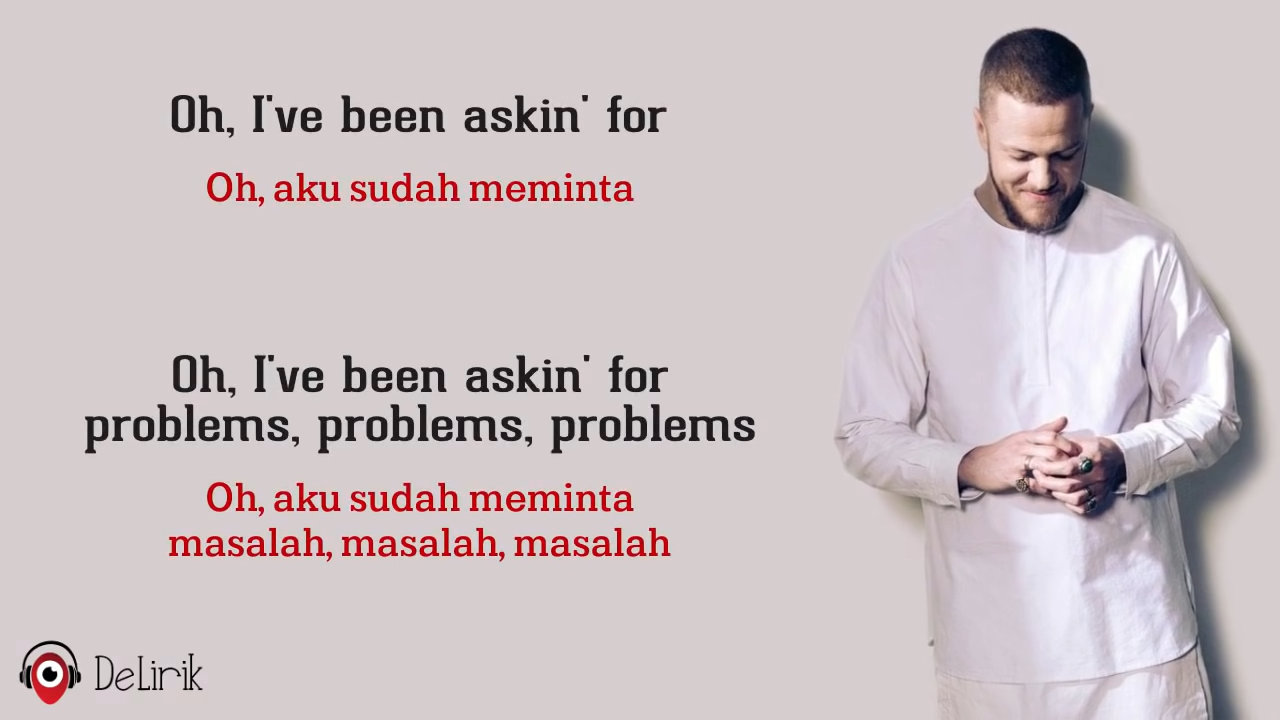 Oh, I've been askin' for
Oh, aku sudah meminta
Oh, I've been askin' for
problems, problems, problems
Oh, aku sudah meminta
masalah, masalah, masalah
DeLirik